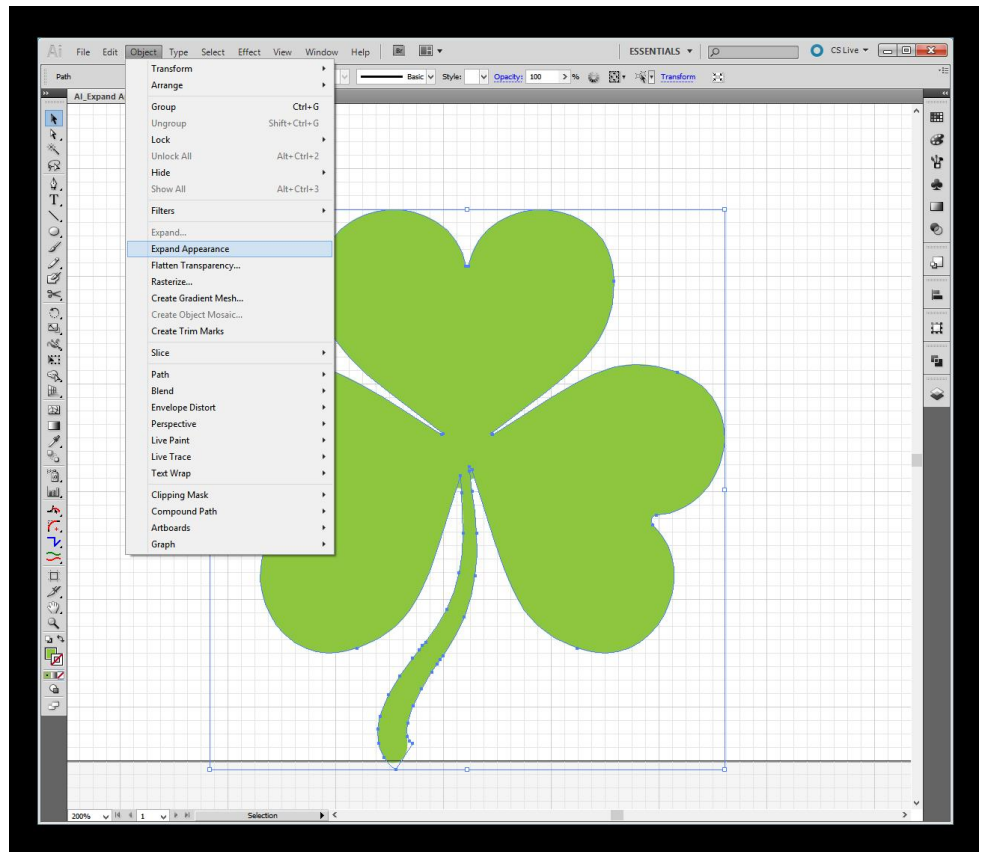 Ai File Edit Object Type Select Effect View Window Help Br ESSENTIALS CS Live
Path Basic Style: Opacity: 100 % Transform
AI_Expand A
Transform
Arrange
Group Ctrl+G
Ungroup Shift+Ctrl+G
Lock
Unlock All Alt+Ctrl+2
Hide
Show All Alt+Ctrl+3
Filters
Expand...
Expand Appearance
Flatten Transparency...
Rasterize...
Create Gradient Mesh...
Create Object Mosaic...
Create Trim Marks
Slice
Path
Blend
Envelope Distort
Perspective
Live Paint
Live Trace
Text Wrap
Clipping Mask
Compound Path
Artboards
Graph
200% 1 Selection